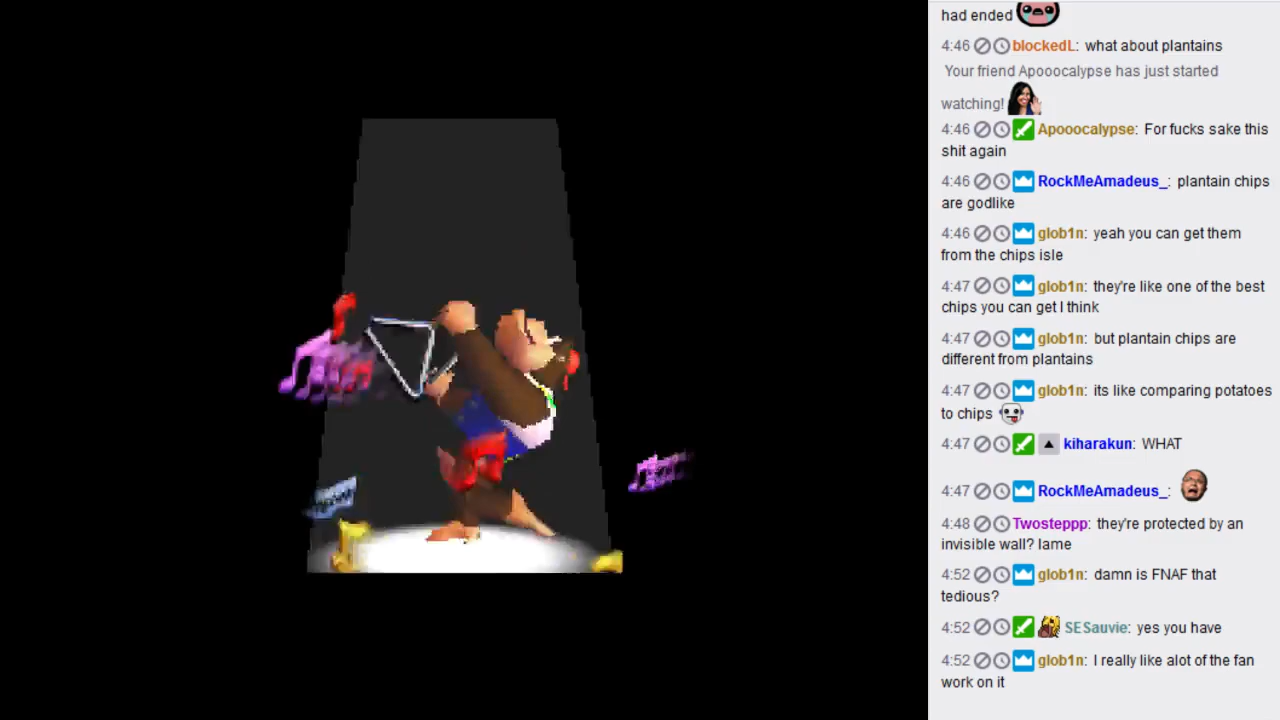 had ended
4:46 blockedL: what about plantains
Your friend Apooocalypse has just started
watching!
4:46 Apooocalypse: For fucks sake this
shit again
4:46 RockMeAmadeus_: plantain chips
are godlike
4:46 glob1n: yeah you can get them
from the chips isle
4:47 glob1n: they're like one of the best
chips you can get I think
4:47 glob1n: but plantain chips are
different from plantains
4:47 glob1n: its like comparing potatoes
to chips
4:47 kiharakun: WHAT
4:47 RockMeAmadeus_:
4:48 Twosteppp: they're protected by an
invisible wall? lame
4:52 glob1n: damn is FNAF that
tedious?
4:52 SESauvie: yes you have
4:52 glob1n: I really like alot of the fan
work on it